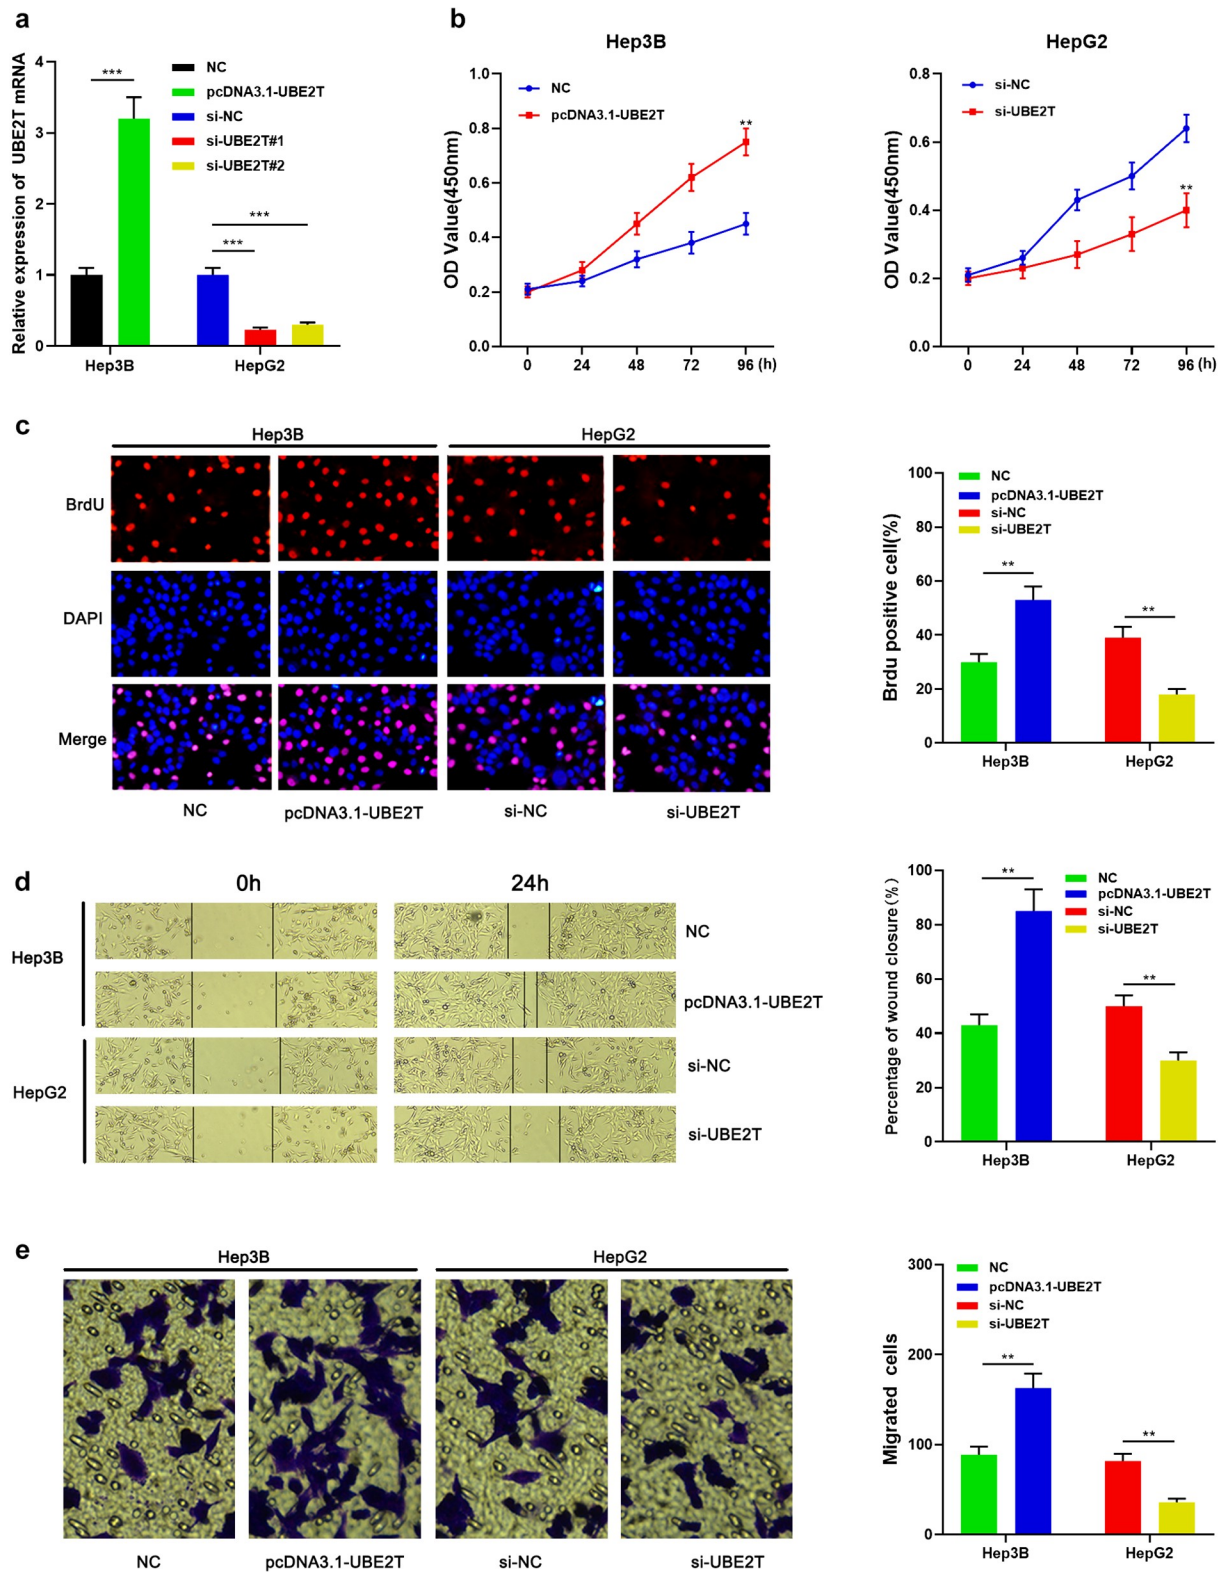 a
Relative expression of UBE2T mRNA
4
3
2
1
0
***
***
***
NC
pcDNA3.1-UBE2T
si-NC
si-UBE2T#1
si-UBE2T#2
Hep3B
HepG2
b
Hep3B
OD Value(450nm)
1.0
0.8
0.6
0.4
0.2
0.0
NC
pcDNA3.1-UBE2T
**
0 24 48 72 96 (h)
HepG2
OD Value(450nm)
0.8
0.6
0.4
0.2
0.0
si-NC
si-UBE2T
**
0 24 48 72 96 (h)
c
Hep3B
HepG2
BrdU
DAPI
Merge
NC
pcDNA3.1-UBE2T
si-NC
si-UBE2T
Brdu positive cell(%)
100
80
60
40
20
0
NC
pcDNA3.1-UBE2T
si-NC
si-UBE2T
**
**
Hep3B
HepG2
d
0h
24h
Hep3B
HepG2
NC
pcDNA3.1-UBE2T
si-NC
si-UBE2T
Percentage of wound closure(%)
100
80
60
40
20
0
NC
pcDNA3.1-UBE2T
si-NC
si-UBE2T
**
**
Hep3B
HepG2
e
Hep3B
HepG2
NC
pcDNA3.1-UBE2T
si-NC
si-UBE2T
Migrated cells
300
200
100
0
NC
pcDNA3.1-UBE2T
si-NC
si-UBE2T
**
**
Hep3B
HepG2